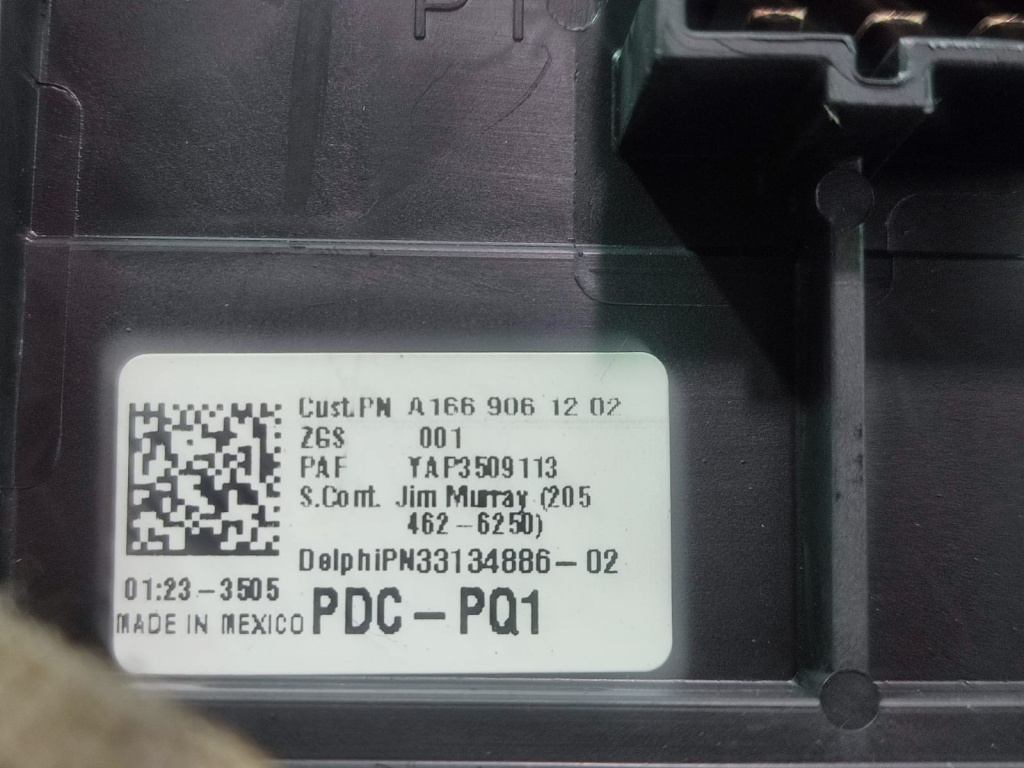 Cust.PN A166 906 12 02
ZGS 001
PAF YAP3509113
S.Cont. Jim Murray (205
462-6250)
DelphiPN33134886-02
01:23-3505
MADE IN MEXICO PDC-PQ1